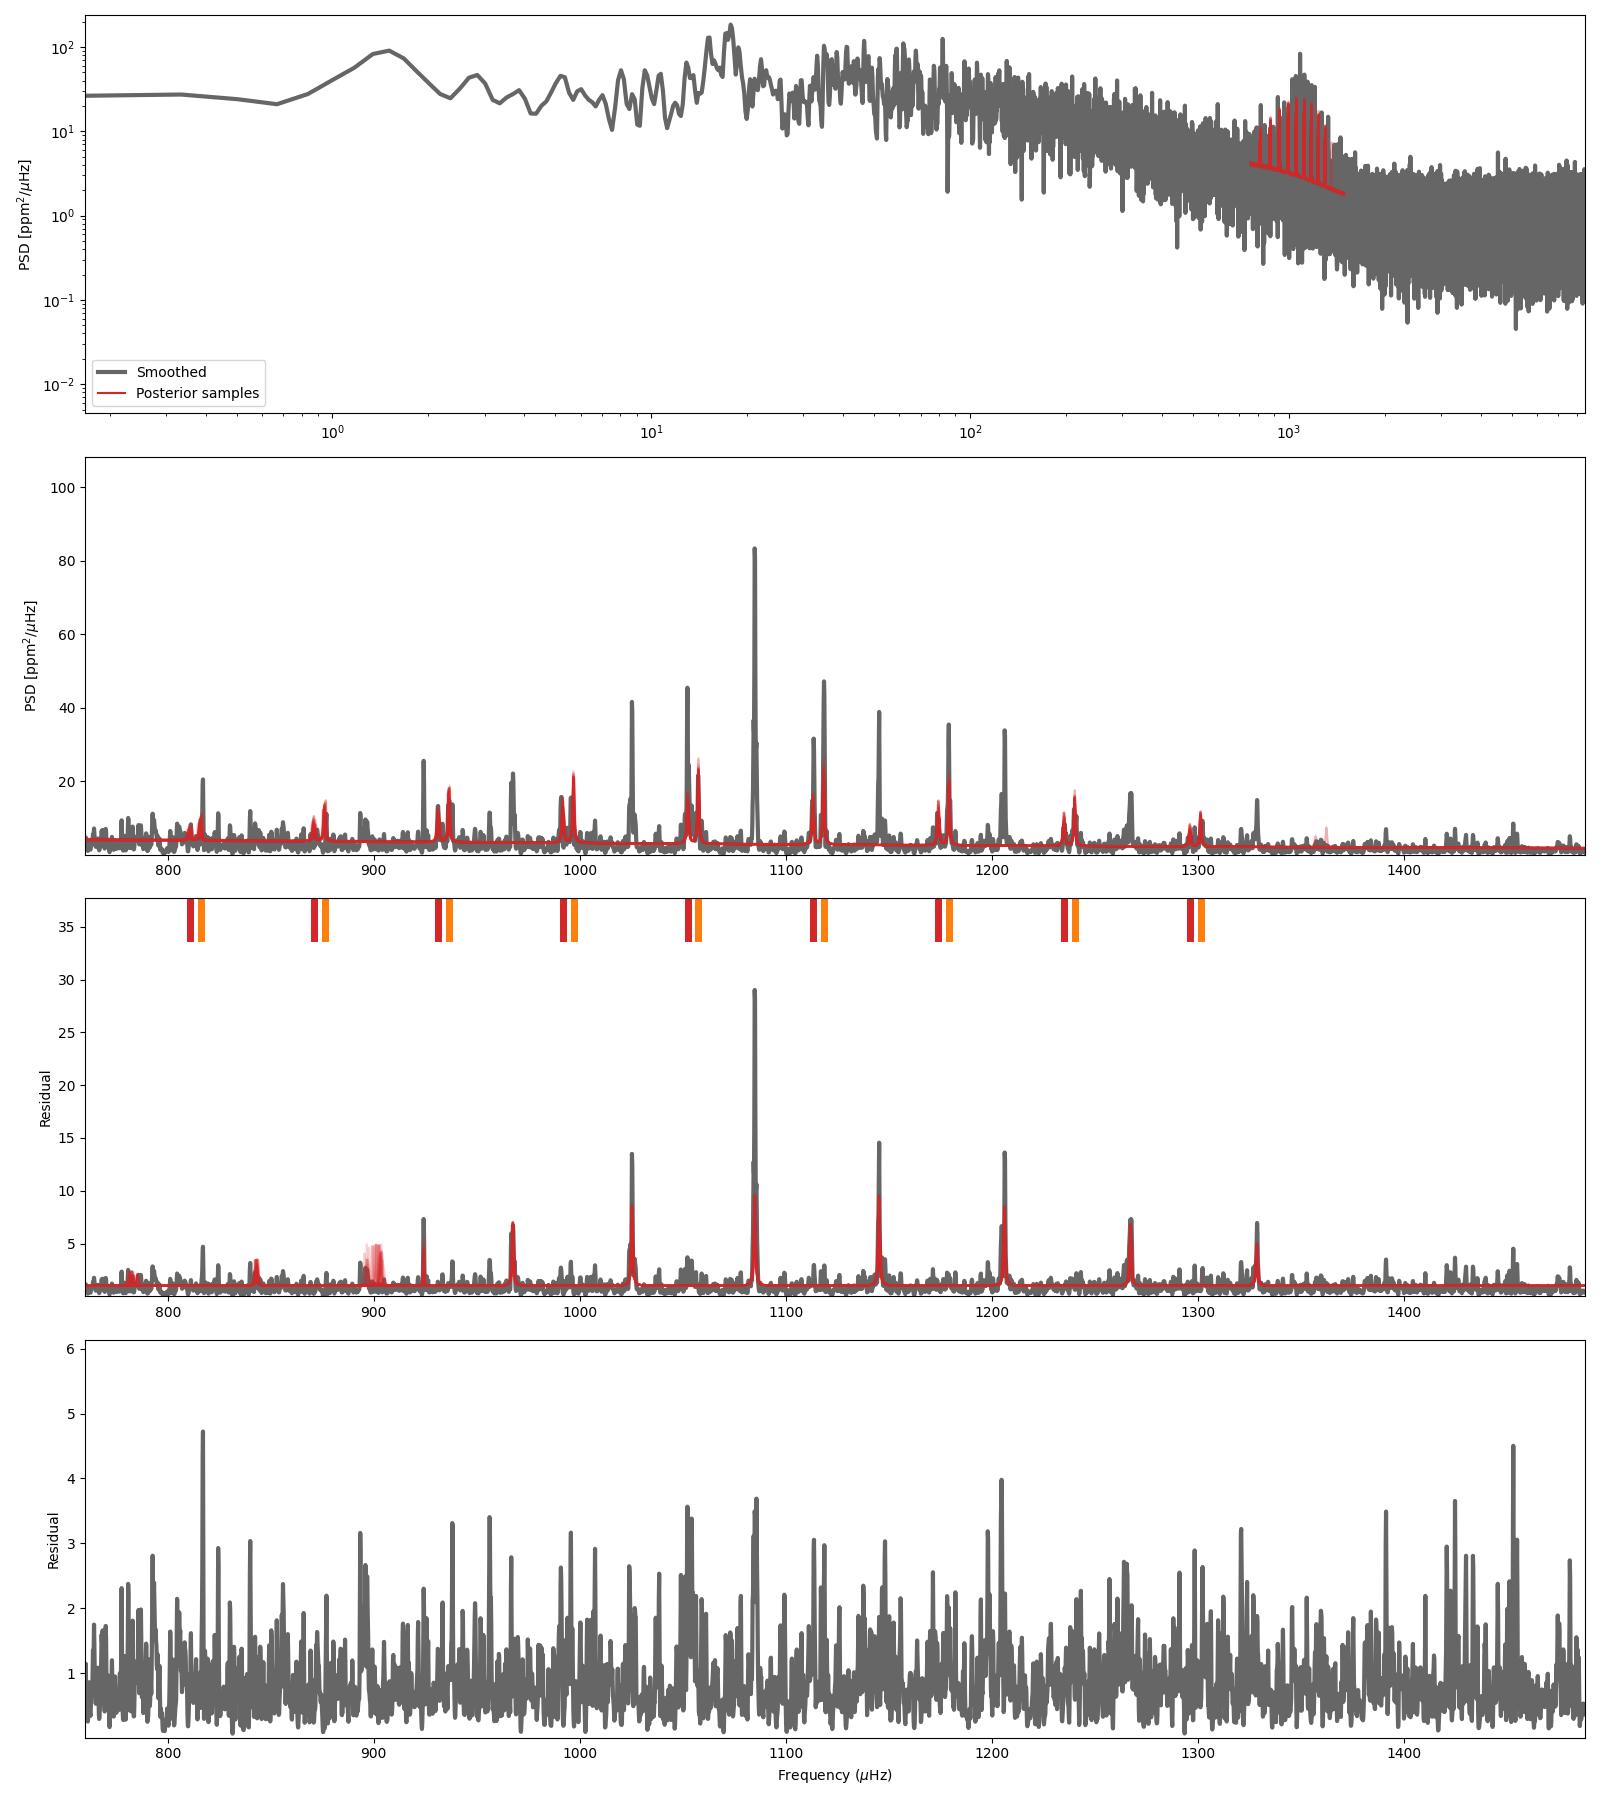 PSD [ppm²/μHz]
10²
10¹
10⁰
10⁻¹
10⁻²
Smoothed
Posterior samples
10⁰ 10¹ 10² 10³
PSD [ppm²/μHz]
100
80
60
40
20
800 900 1000 1100 1200 1300 1400
Residual
35
30
25
20
15
10
5
800 900 1000 1100 1200 1300 1400
Residual
6
5
4
3
2
1
800 900 1000 1100 1200 1300 1400
Frequency (μHz)